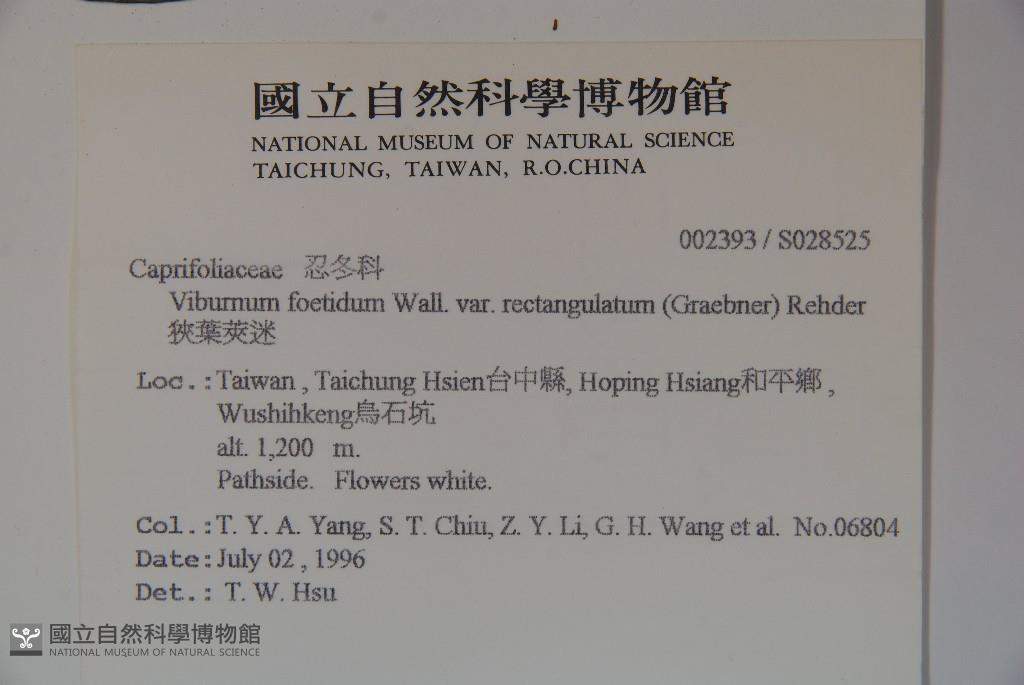 國立自然科學博物館
NATIONAL MUSEUM OF NATURAL SCIENCE
TAICHUNG, TAIWAN, R.O.CHINA
002393 / S028525
Caprifoliaceae 忍冬科
Viburnum foetidum Wall. var. rectangulatum (Graebner) Rehder
狹葉莢迷
Loc.:Taiwan , Taichung Hsien台中縣, Hoping Hsiang和平鄉 ,
Wushihkeng烏石坑
alt. 1,200 m.
Pathside. Flowers white.
Col.:T. Y. A. Yang, S. T. Chiu, Z. Y. Li, G. H. Wang et al. No.06804
Date:July 02 , 1996
Det.: T. W. Hsu
國立自然科學博物館
NATIONAL MUSEUM OF NATURAL SCIENCE